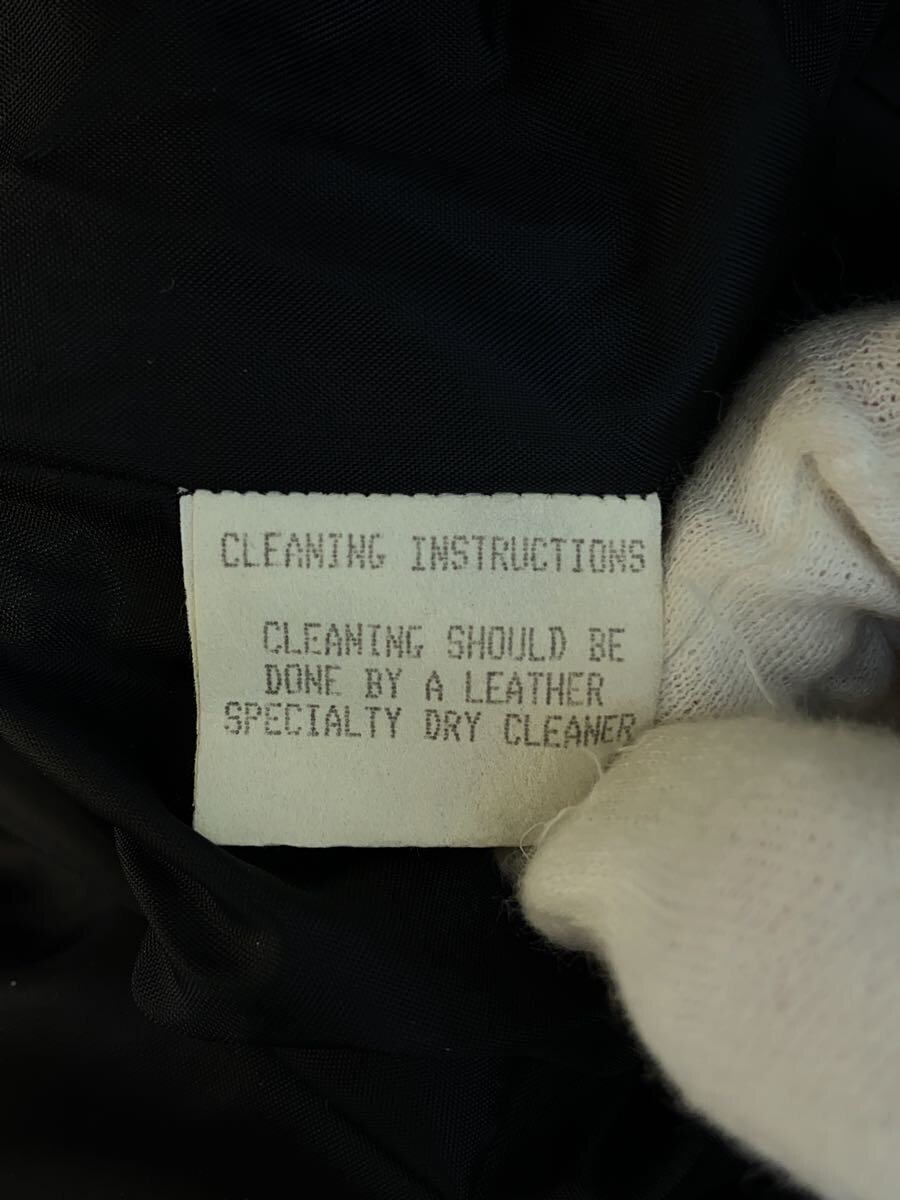 CLEANING INSTRUCTIONS
CLEANING SHOULD BE
DONE BY A LEATHER
SPECIALTY DRY CLEANER